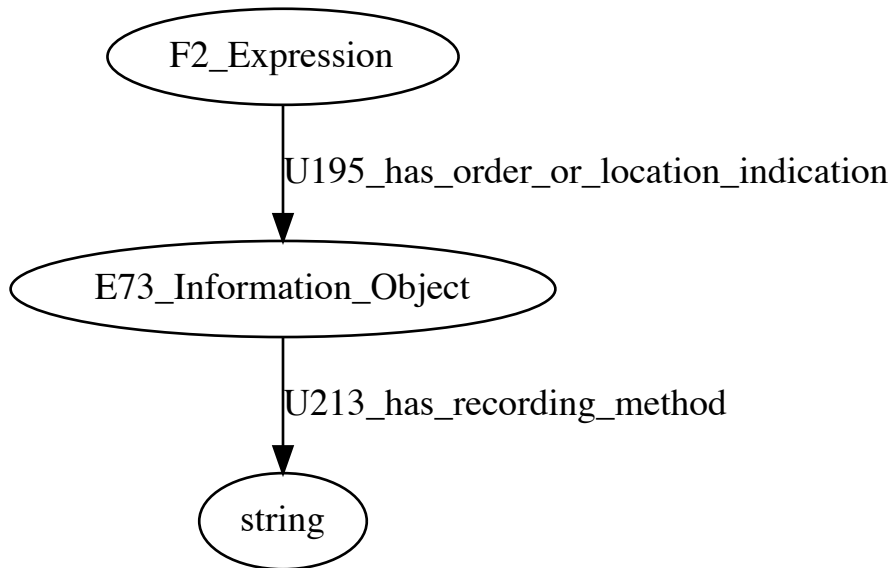 F2_Expression
U195_has_order_or_location_indication
E73_Information_Object
U213_has_recording_method
string